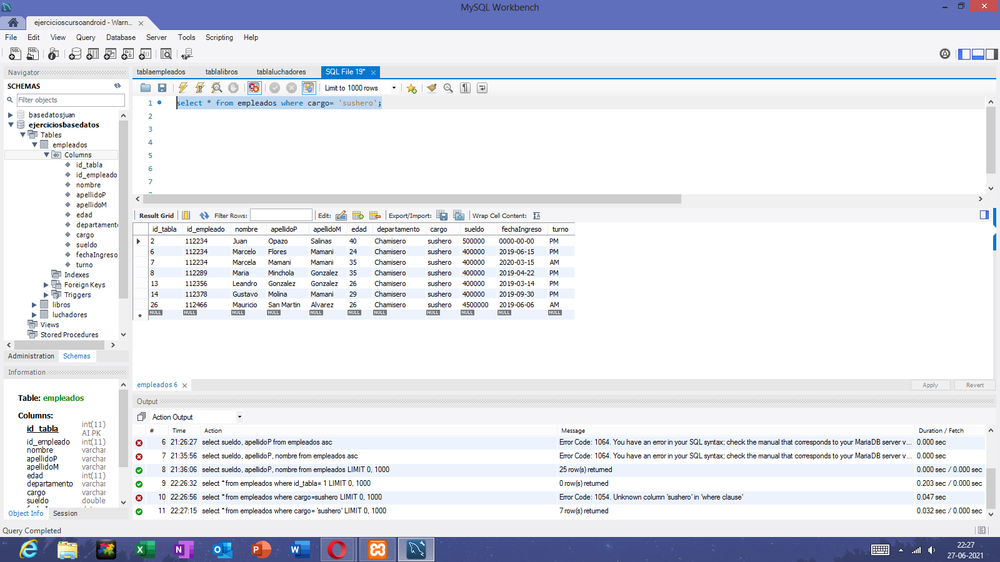 MySQL Workbench
ejercicioscursoandroid - Warn...
File Edit View Query Database Server Tools Scripting Help
Navigator
SCHEMAS
Filter objects
basedatosjuan
ejerciciosbasedatos
Tables
empleados
Columns
id_tabla
id_empleado
nombre
apellidoP
apellidoM
edad
departamento
cargo
sueldo
fechaIngreso
turno
Indexes
Foreign Keys
Triggers
libros
luchadores
Views
Stored Procedures
Administration Schemas
Information
Table: empleados
Columns:
id_tabla int(11)
AI PK
id_empleado int(11)
nombre varchar
apellidoP varchar
apellidoM varchar
edad int(11)
departamento varchar
cargo varchar
sueldo double
Object Info Session
tablaempleados tablalibros tablaluchadores SQL File 19*
Limit to 1000 rows
1 select * from empleados where cargo= 'sushero';
2
3
4
5
6
7
Result Grid Filter Rows: Edit: Export/Import: Wrap Cell Content:
id_tabla id_empleado nombre apellidoP apellidoM edad departamento cargo sueldo fechaIngreso turno
2 112234 Juan Opazo Salinas 40 Chamisero sushero 500000 0000-00-00 PM
6 112234 Marcelo Flores Mamani 24 Chamisero sushero 400000 2019-06-15 PM
7 112234 Marcela Mamani Mamani 35 Chamisero sushero 400000 2020-03-15 AM
8 112289 Maria Minchola Gonzalez 35 Chamisero sushero 400000 2019-04-22 PM
13 112356 Leandro Gonzalez Gonzalez 26 Chamisero sushero 400000 2019-03-14 PM
14 112378 Gustavo Molina Mamani 29 Chamisero sushero 400000 2019-09-30 PM
26 112466 Mauricio San Martin Alvarez 26 Chamisero sushero 4500000 2019-06-06 AM
NULL NULL NULL NULL NULL NULL NULL NULL NULL NULL NULL
empleados 6
Apply Revert
Output
Action Output
# Time Action Message Duration / Fetch
6 21:26:27 select sueldo, apellidoP from empleados asc Error Code: 1064. You have an error in your SQL syntax; check the manual that corresponds to your MariaDB server v... 0.000 sec
7 21:35:56 select sueldo, apellidoP, nombre from empleados asc Error Code: 1064. You have an error in your SQL syntax; check the manual that corresponds to your MariaDB server v... 0.000 sec
8 21:36:06 select sueldo, apellidoP, nombre from empleados LIMIT 0, 1000 25 row(s) returned 0.000 sec / 0.000 sec
9 22:26:32 select * from empleados where id_tabla= 1 LIMIT 0, 1000 0 row(s) returned 0.203 sec / 0.000 sec
10 22:26:56 select * from empleados where cargo=sushero LIMIT 0, 1000 Error Code: 1054. Unknown column 'sushero' in 'where clause' 0.047 sec
11 22:27:15 select * from empleados where cargo= 'sushero' LIMIT 0, 1000 7 row(s) returned 0.032 sec / 0.000 sec
Query Completed
22:27
27-06-2021